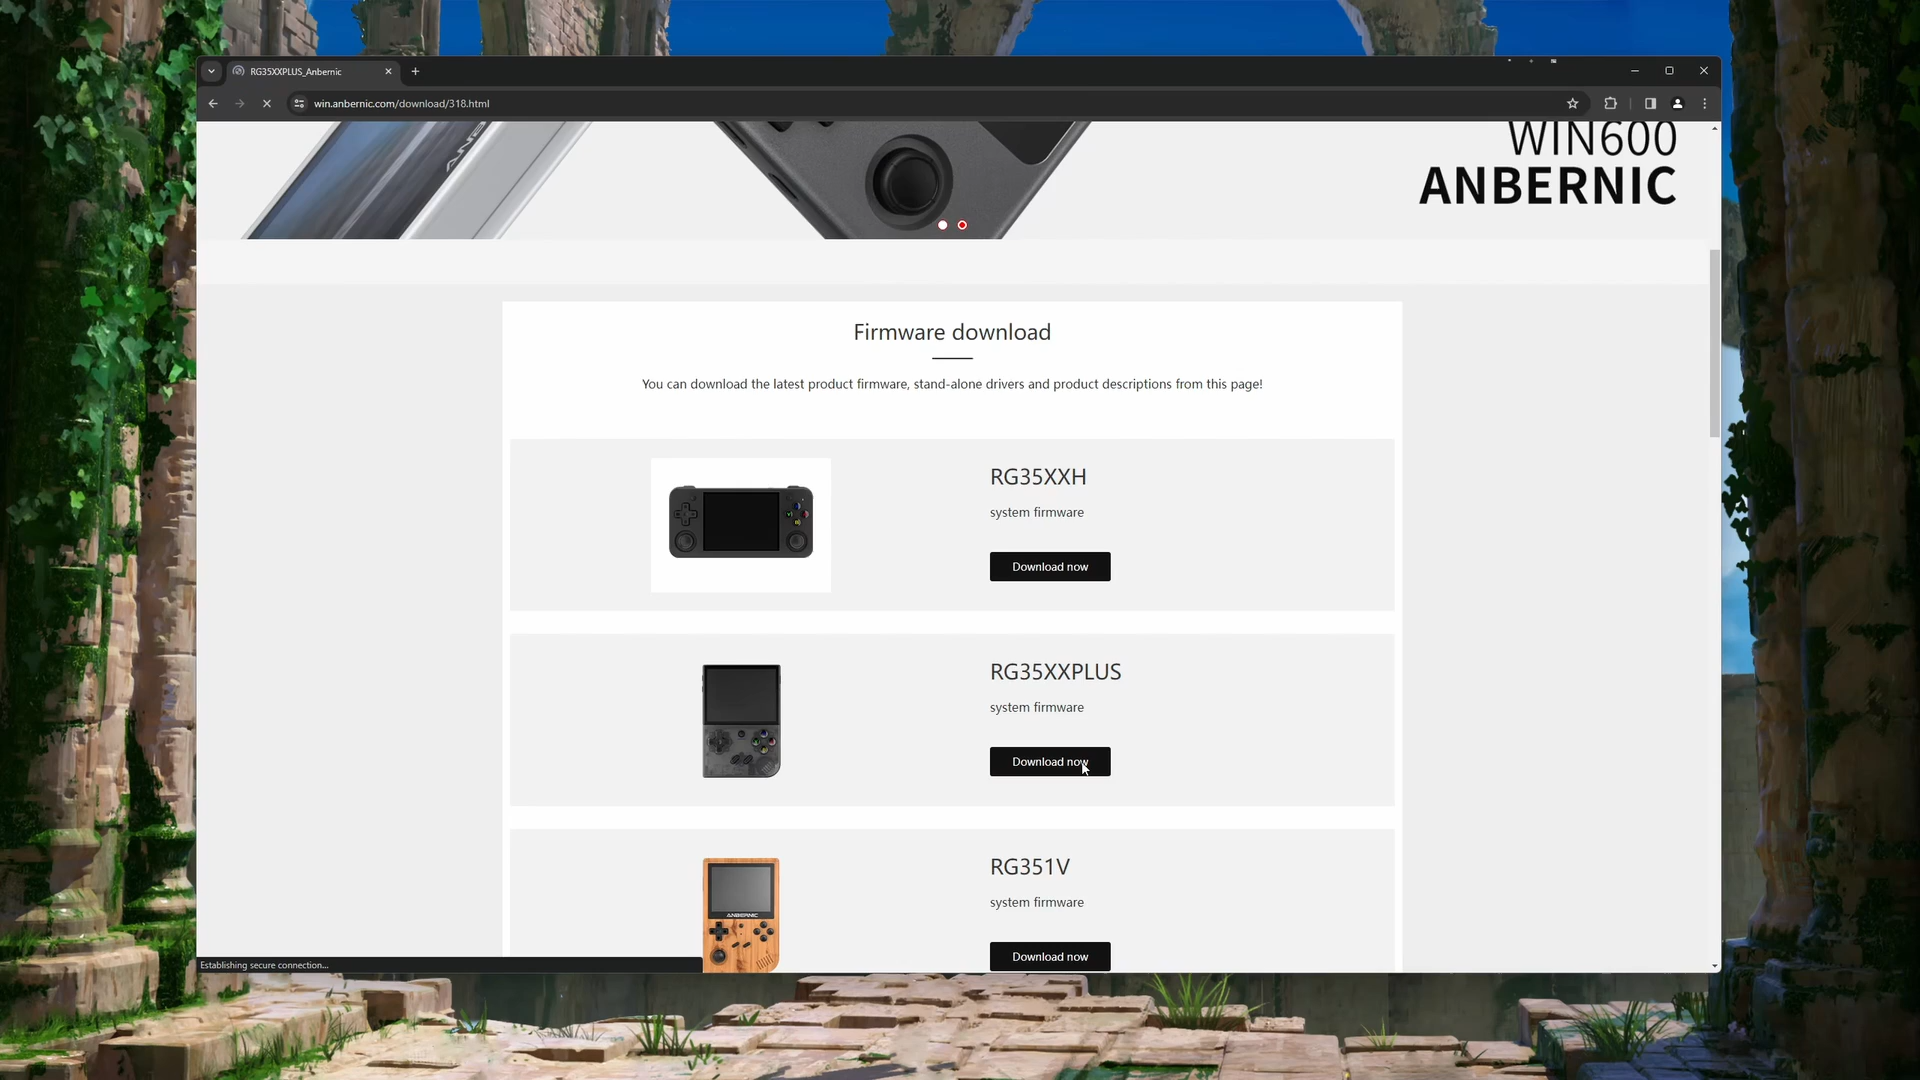 RG35XXPLUS_Anbernic
win.anbernic.com/download/318.html
WIN600
ANBERNIC
Firmware download
You can download the latest product firmware, stand-alone drivers and product descriptions from this page!
RG35XXH
system firmware
Download now
RG35XXPLUS
system firmware
Download now
RG351V
system firmware
ANBERNIC
Download now
Establishing secure connection...